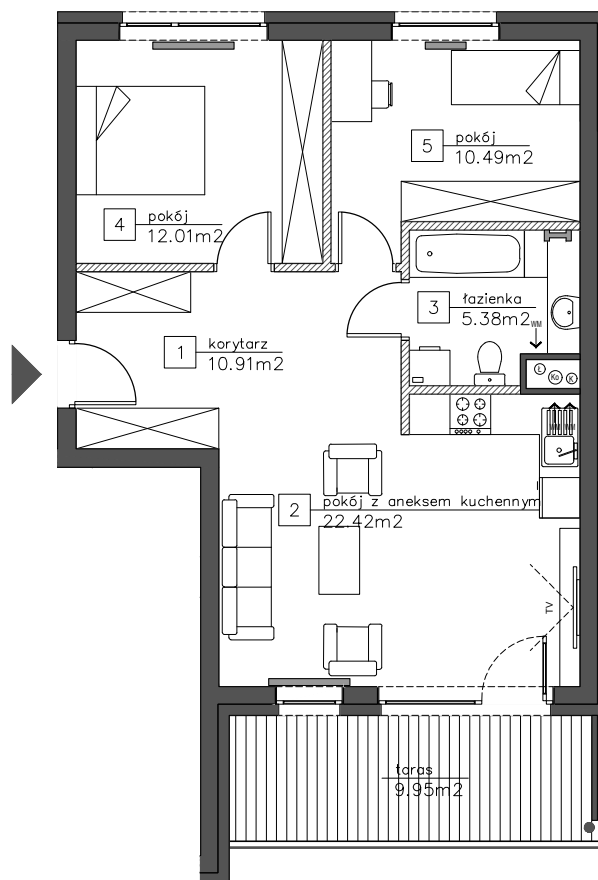 5 pokój
10.49m2
4 pokój
12.01m2
3 łazienka
5.38m2
WM
1 korytarz
10.91m2
Ł
Ko
K
WM WM
2 pokój z aneksem kuchennym
22.42m2
TV
taras
9.95m2